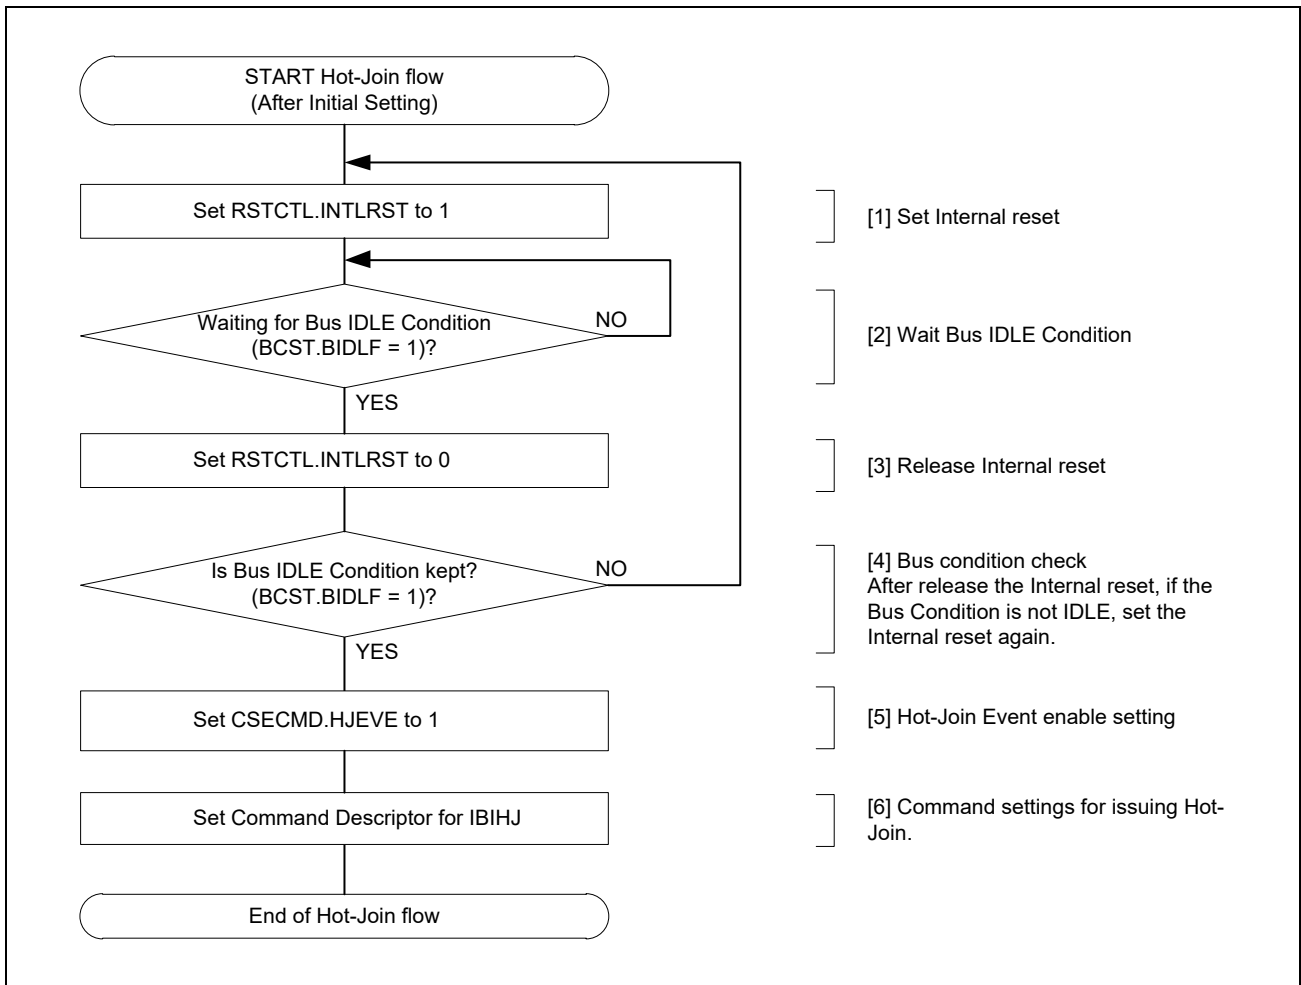 START Hot-Join flow
(After Initial Setting)
Set RSTCTL.INTLRST to 1
[1] Set Internal reset
Waiting for Bus IDLE Condition
(BCST.BIDLF = 1)?
NO
[2] Wait Bus IDLE Condition
YES
Set RSTCTL.INTLRST to 0
[3] Release Internal reset
Is Bus IDLE Condition kept?
(BCST.BIDLF = 1)?
NO
[4] Bus condition check
After release the Internal reset, if the
Bus Condition is not IDLE, set the
Internal reset again.
YES
Set CSECMD.HJEVE to 1
[5] Hot-Join Event enable setting
Set Command Descriptor for IBIHJ
[6] Command settings for issuing Hot-
Join.
End of Hot-Join flow